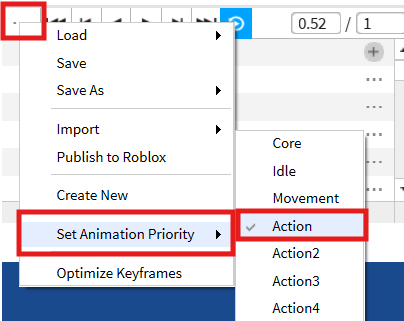 0.52 / 1
Load
Save
Save As
Import
Publish to Roblox
Create New
Set Animation Priority
Optimize Keyframes
Core
Idle
Movement
Action
Action2
Action3
Action4